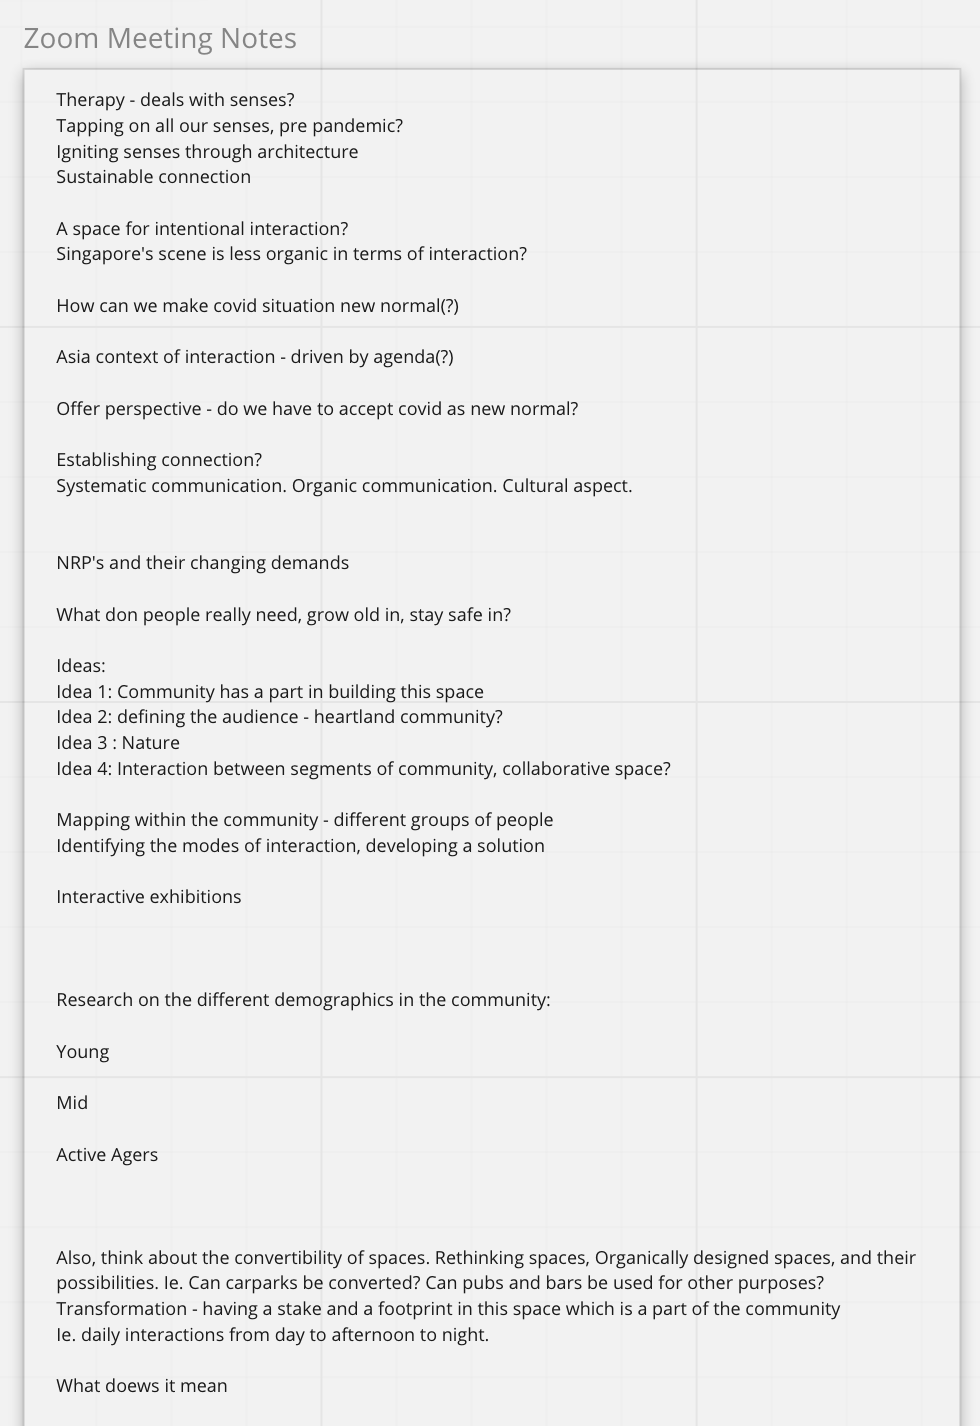 Zoom Meeting Notes
Therapy - deals with senses?
Tapping on all our senses, pre pandemic?
Igniting senses through architecture
Sustainable connection
A space for intentional interaction?
Singapore's scene is less organic in terms of interaction?
How can we make covid situation new normal(?)
Asia context of interaction - driven by agenda(?)
Offer perspective - do we have to accept covid as new normal?
Establishing connection?
Systematic communication. Organic communication. Cultural aspect.
NRP's and their changing demands
What don people really need, grow old in, stay safe in?
Ideas:
Idea 1: Community has a part in building this space
Idea 2: defining the audience - heartland community?
Idea 3 : Nature
Idea 4: Interaction between segments of community, collaborative space?
Mapping within the community - different groups of people
Identifying the modes of interaction, developing a solution
Interactive exhibitions
Research on the different demographics in the community:
Young
Mid
Active Agers
Also, think about the convertibility of spaces. Rethinking spaces, Organically designed spaces, and their
possibilities. Ie. Can carparks be converted? Can pubs and bars be used for other purposes?
Transformation - having a stake and a footprint in this space which is a part of the community
Ie. daily interactions from day to afternoon to night.
What doews it mean